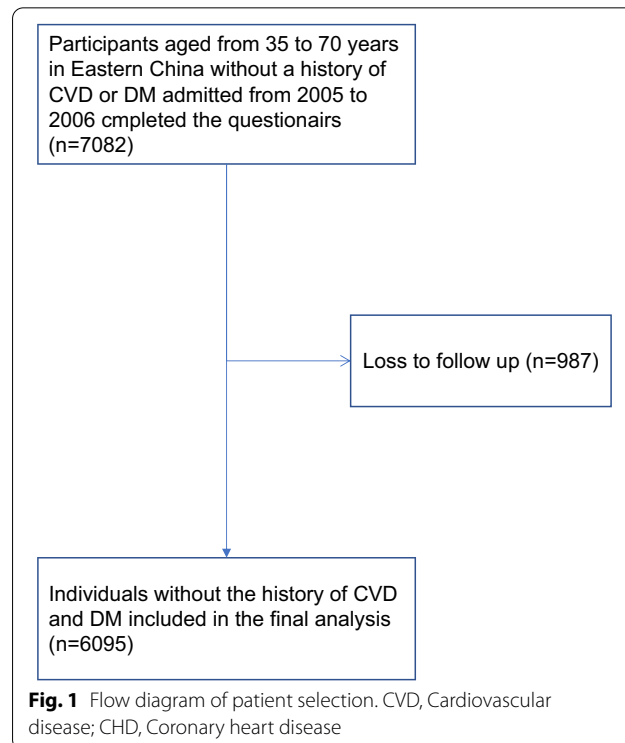 Participants aged from 35 to 70 years
in Eastern China without a history of
CVD or DM admitted from 2005 to
2006 cmpleted the questionairs
(n=7082)
Loss to follow up (n=987)
Individuals without the history of CVD
and DM included in the final analysis
(n=6095)
Fig. 1 Flow diagram of patient selection. CVD, Cardiovascular
disease; CHD, Coronary heart disease